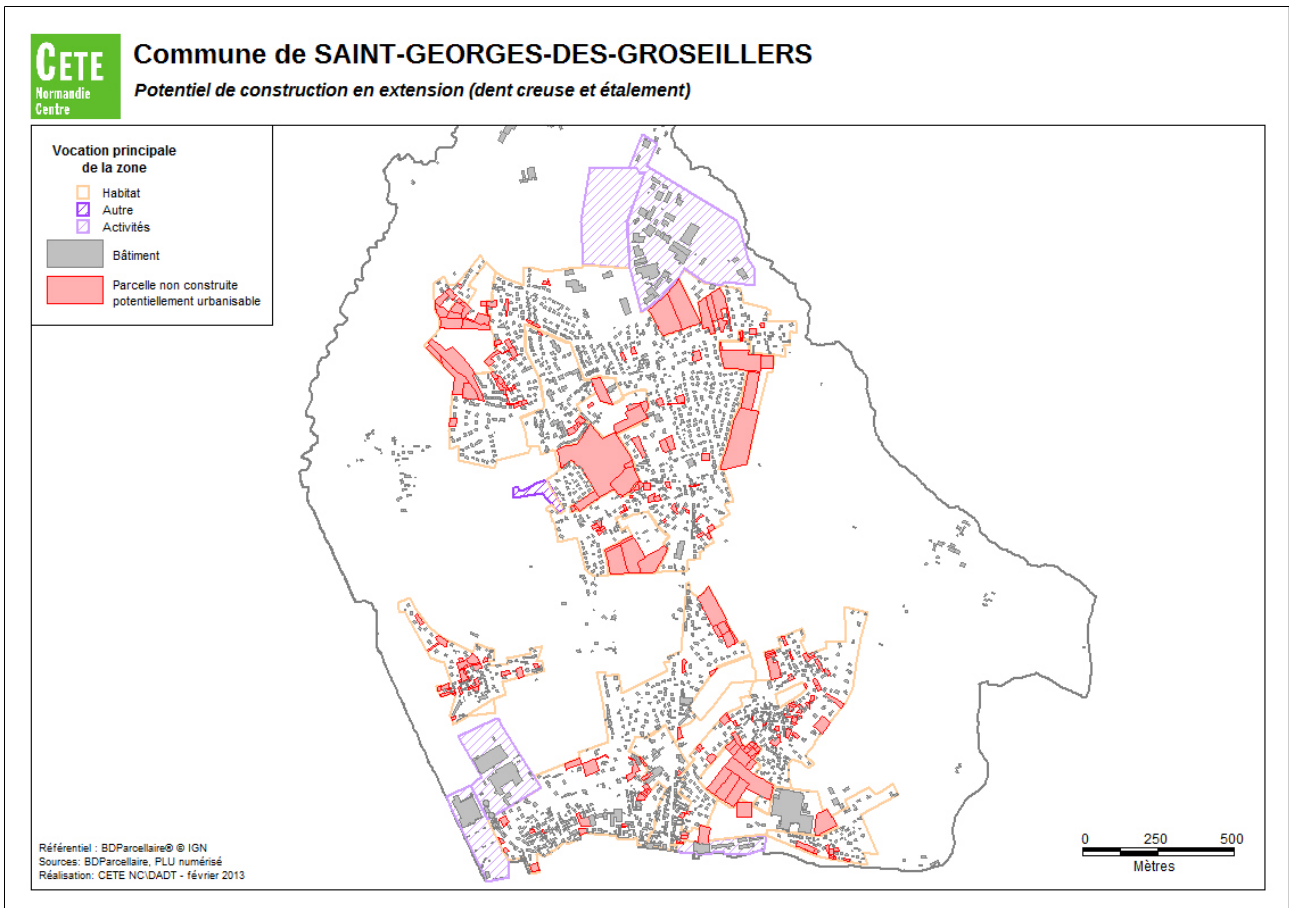 CETE
Normandie
Centre
Commune de SAINT-GEORGES-DES-GROSEILLERS
Potentiel de construction en extension (dent creuse et étalement)
Vocation principale
de la zone
Habitat
Autre
Activités
Bâtiment
Parcelle non construite
potentiellement urbanisable
Référentiel : BDParcellaire® © IGN
Sources: BDParcellaire, PLU numérisé
Réalisation: CETE NC\DADT - février 2013
0 250 500
Mètres